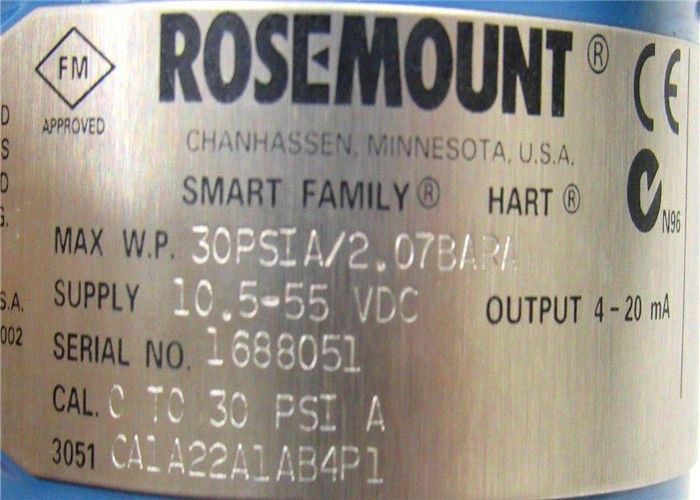 FM
APPROVED
ROSEMOUNT®
CE
CHANHASSEN, MINNESOTA, U.S.A.
SMART FAMILY® HART®
N96
MAX W.P. 30PSIA/2.07BARA
SUPPLY 10.5-55 VDC OUTPUT 4-20 mA
SERIAL NO. 1688051
CAL. 0 TO 30 PSI A
3051 CA1A22A1AB4P1
D
S
D
G.
S.A.
002